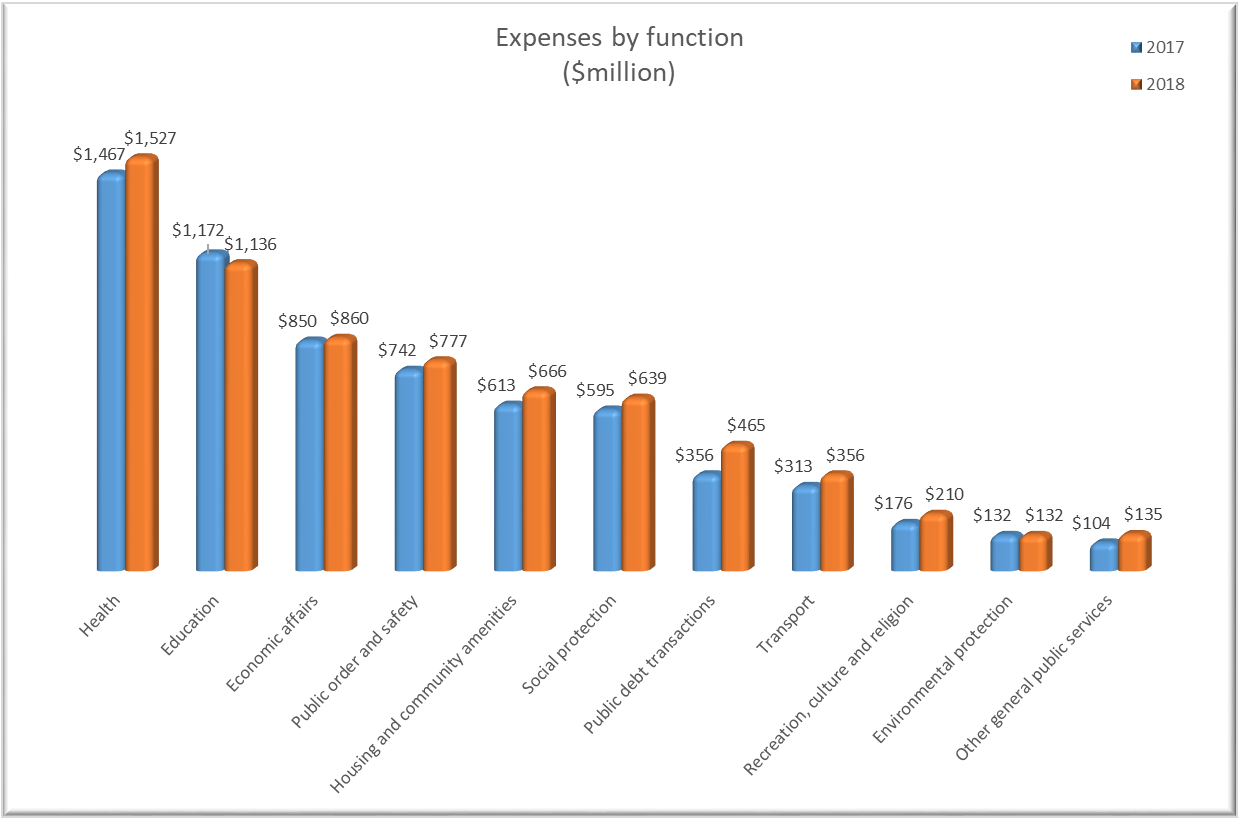 Expenses by function
($million)
2017
2018
$1,467
$1,527
$1,172
$1,136
$850
$860
$742
$777
$613
$666
$595
$639
$356
$465
$313
$356
$176
$210
$132
$132
$104
$135
Health
Education
Economic affairs
Public order and safety
Housing and community amenities
Social protection
Public debt transactions
Transport
Recreation, culture and religion
Environmental protection
Other general public services